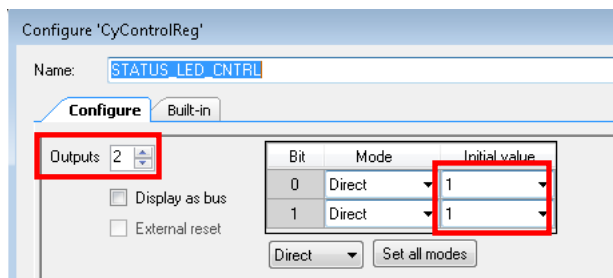 Configure 'CyControlReg'
Name: STATUS_LED_CNTRL
Configure Built-in
Outputs 2 Bit Mode Initial value
0 Direct 1
Display as bus
1 Direct 1
External reset
Direct Set all modes